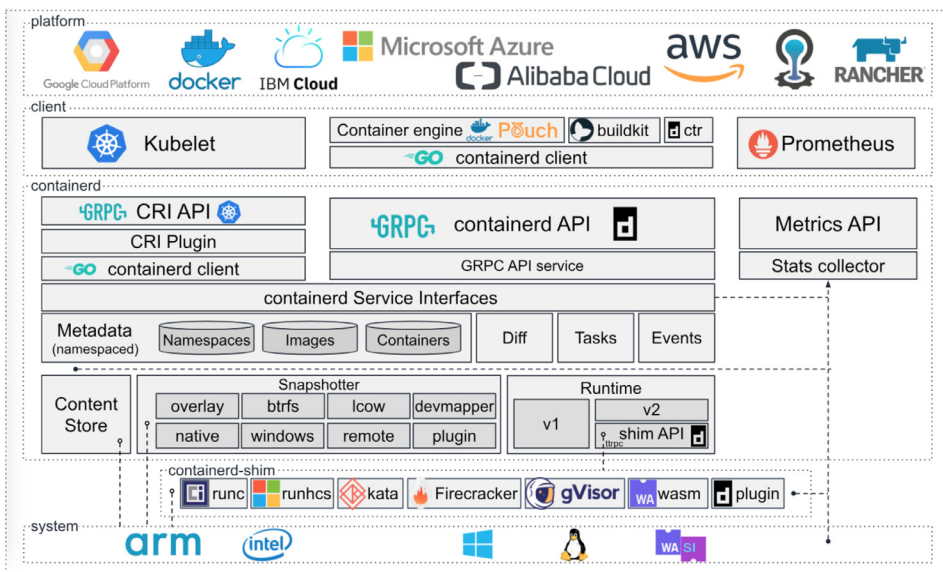 platform
Google Cloud Platform
docker
IBM Cloud
Microsoft Azure
Alibaba Cloud
aws
RANCHER
client
Kubelet
Container engine docker Pouch buildkit ctr
GO containerd client
Prometheus
containerd
GRPC CRI API
CRI Plugin
GO containerd client
GRPC containerd API
GRPC API service
Metrics API
Stats collector
containerd Service Interfaces
Metadata
(namespaced)
Namespaces
Images
Containers
Diff
Tasks
Events
Content
Store
Snapshotter
overlay btrfs lcow devmapper
native windows remote plugin
Runtime
v1
v2
ttrpc
shim API
containerd-shim
Ci runc
runhcs
kata
Firecracker
gVisor
WA wasm
d plugin
system
arm
intel
WA SI